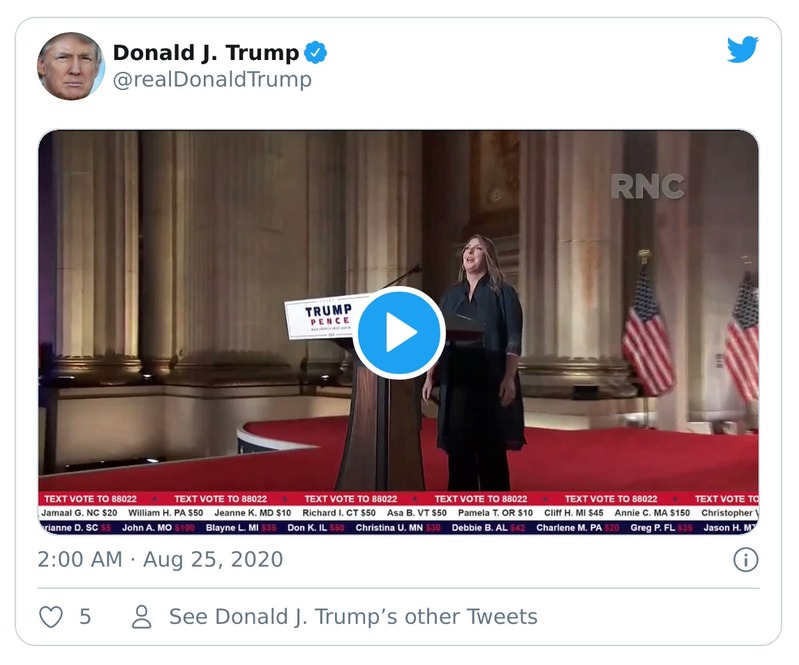 Donald J. Trump
@realDonaldTrump
RNC
TRUMP
PENCE
TEXT VOTE TO 88022 TEXT VOTE TO 88022 TEXT VOTE TO 88022 TEXT VOTE TO 88022 TEXT VOTE TO 88022 TEXT VOTE TO
Jamaal G. NC $20 William H. PA $50 Jeanne K. MD $10 Richard I. CT $50 Asa B. VT $50 Pamela T. OR $10 Cliff H. MI $45 Annie C. MA $150 Christopher
rianne D. SC $5 John A. MO $100 Blayne L. MI $35 Don K. IL $50 Christina U. MN $30 Debbie B. AL $42 Charlene M. PA $20 Greg P. FL $35 Jason H.
2:00 AM · Aug 25, 2020
5 See Donald J. Trump’s other Tweets